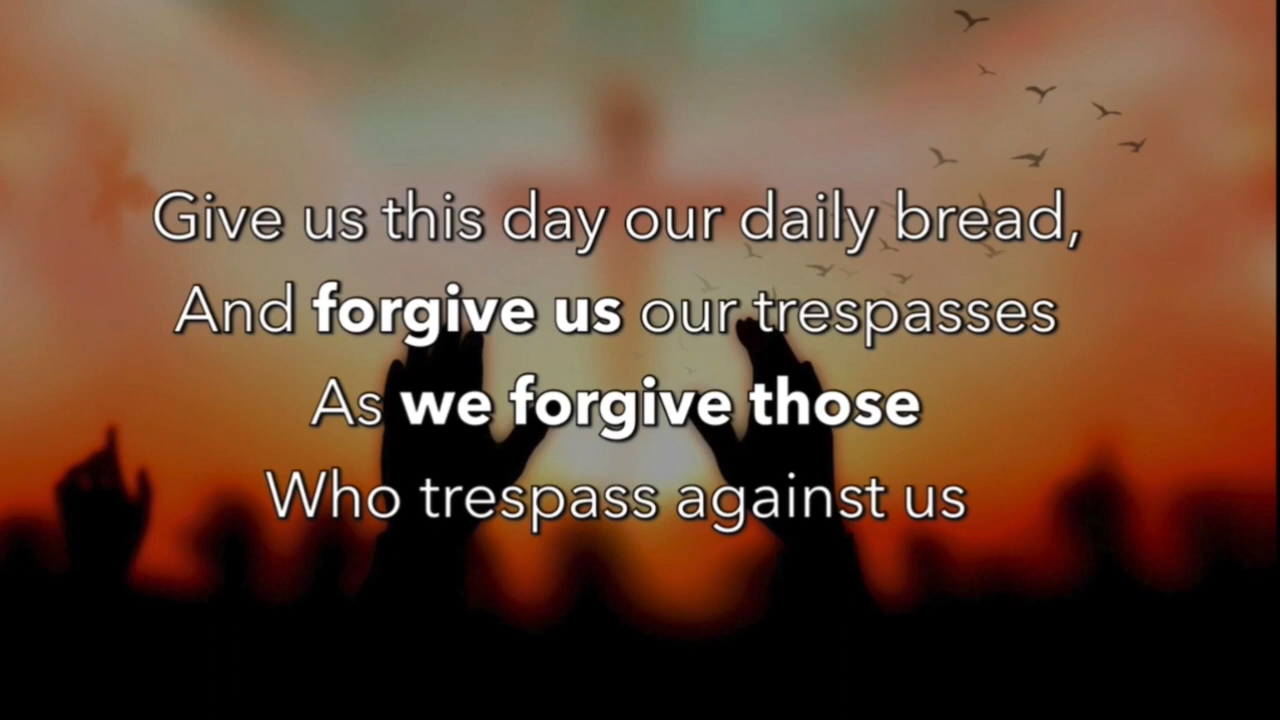 Give us this day our daily bread,
And forgive us our trespasses
As we forgive those
Who trespass against us